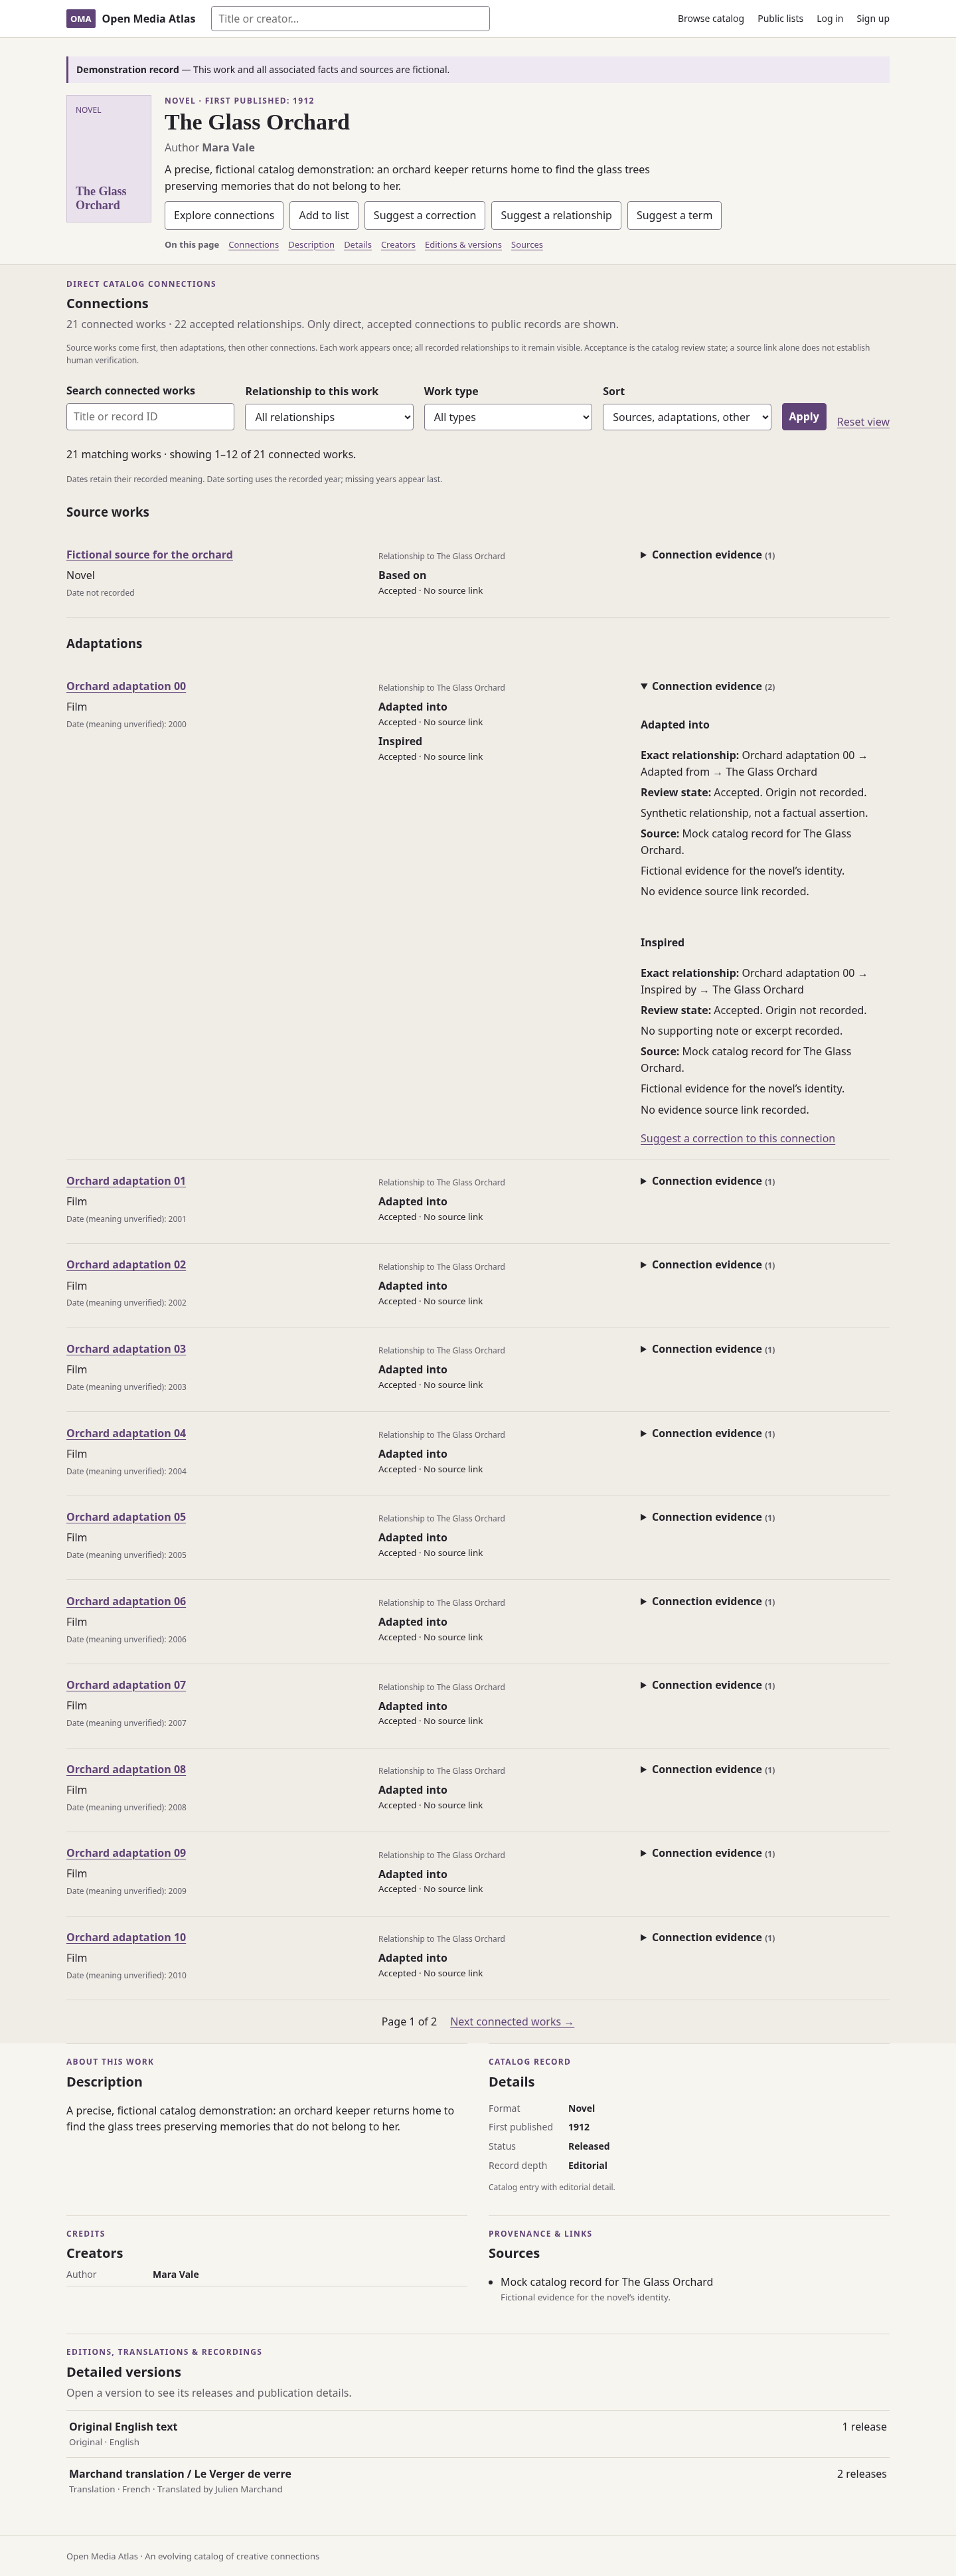 OMA Open Media Atlas Title or creator... Browse catalog Public lists Log in Sign up
Demonstration record — This work and all associated facts and sources are fictional.
NOVEL
The Glass
Orchard
NOVEL · FIRST PUBLISHED: 1912
The Glass Orchard
Author Mara Vale
A precise, fictional catalog demonstration: an orchard keeper returns home to find the glass trees
preserving memories that do not belong to her.
Explore connections Add to list Suggest a correction Suggest a relationship Suggest a term
On this page Connections Description Details Creators Editions & versions Sources
DIRECT CATALOG CONNECTIONS
Connections
21 connected works · 22 accepted relationships. Only direct, accepted connections to public records are shown.
Source works come first, then adaptations, then other connections. Each work appears once; all recorded relationships to it remain visible. Acceptance is the catalog review state; a source link alone does not establish
human verification.
Search connected works Relationship to this work Work type Sort
Title or record ID All relationships All types Sources, adaptations, other Apply Reset view
21 matching works · showing 1–12 of 21 connected works.
Dates retain their recorded meaning. Date sorting uses the recorded year; missing years appear last.
Source works
Fictional source for the orchard
Novel
Date not recorded
Relationship to The Glass Orchard
Based on
Accepted · No source link
▶ Connection evidence (1)
Adaptations
Orchard adaptation 00
Film
Date (meaning unverified): 2000
Relationship to The Glass Orchard
Adapted into
Accepted · No source link
Inspired
Accepted · No source link
▼ Connection evidence (2)
Adapted into
Exact relationship: Orchard adaptation 00 →
Adapted from → The Glass Orchard
Review state: Accepted. Origin not recorded.
Synthetic relationship, not a factual assertion.
Source: Mock catalog record for The Glass
Orchard.
Fictional evidence for the novel’s identity.
No evidence source link recorded.
Inspired
Exact relationship: Orchard adaptation 00 →
Inspired by → The Glass Orchard
Review state: Accepted. Origin not recorded.
No supporting note or excerpt recorded.
Source: Mock catalog record for The Glass
Orchard.
Fictional evidence for the novel’s identity.
No evidence source link recorded.
Suggest a correction to this connection
Orchard adaptation 01
Film
Date (meaning unverified): 2001
Relationship to The Glass Orchard
Adapted into
Accepted · No source link
▶ Connection evidence (1)
Orchard adaptation 02
Film
Date (meaning unverified): 2002
Relationship to The Glass Orchard
Adapted into
Accepted · No source link
▶ Connection evidence (1)
Orchard adaptation 03
Film
Date (meaning unverified): 2003
Relationship to The Glass Orchard
Adapted into
Accepted · No source link
▶ Connection evidence (1)
Orchard adaptation 04
Film
Date (meaning unverified): 2004
Relationship to The Glass Orchard
Adapted into
Accepted · No source link
▶ Connection evidence (1)
Orchard adaptation 05
Film
Date (meaning unverified): 2005
Relationship to The Glass Orchard
Adapted into
Accepted · No source link
▶ Connection evidence (1)
Orchard adaptation 06
Film
Date (meaning unverified): 2006
Relationship to The Glass Orchard
Adapted into
Accepted · No source link
▶ Connection evidence (1)
Orchard adaptation 07
Film
Date (meaning unverified): 2007
Relationship to The Glass Orchard
Adapted into
Accepted · No source link
▶ Connection evidence (1)
Orchard adaptation 08
Film
Date (meaning unverified): 2008
Relationship to The Glass Orchard
Adapted into
Accepted · No source link
▶ Connection evidence (1)
Orchard adaptation 09
Film
Date (meaning unverified): 2009
Relationship to The Glass Orchard
Adapted into
Accepted · No source link
▶ Connection evidence (1)
Orchard adaptation 10
Film
Date (meaning unverified): 2010
Relationship to The Glass Orchard
Adapted into
Accepted · No source link
▶ Connection evidence (1)
Page 1 of 2 Next connected works →
ABOUT THIS WORK
Description
A precise, fictional catalog demonstration: an orchard keeper returns home to
find the glass trees preserving memories that do not belong to her.
CATALOG RECORD
Details
Format Novel
First published 1912
Status Released
Record depth Editorial
Catalog entry with editorial detail.
CREDITS
Creators
Author Mara Vale
PROVENANCE & LINKS
Sources
• Mock catalog record for The Glass Orchard
Fictional evidence for the novel’s identity.
EDITIONS, TRANSLATIONS & RECORDINGS
Detailed versions
Open a version to see its releases and publication details.
Original English text 1 release
Original · English
Marchand translation / Le Verger de verre 2 releases
Translation · French · Translated by Julien Marchand
Open Media Atlas · An evolving catalog of creative connections